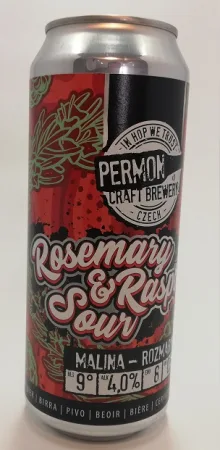 IN HOP WE TRUST
PERMON
CRAFT BREWERY
CZECH
Rosemary
& Rasp
Sour
MALINA – ROZMA
9° ALC 4,0%
BIRRA | PIVO | BEOIR | BIÈRE |